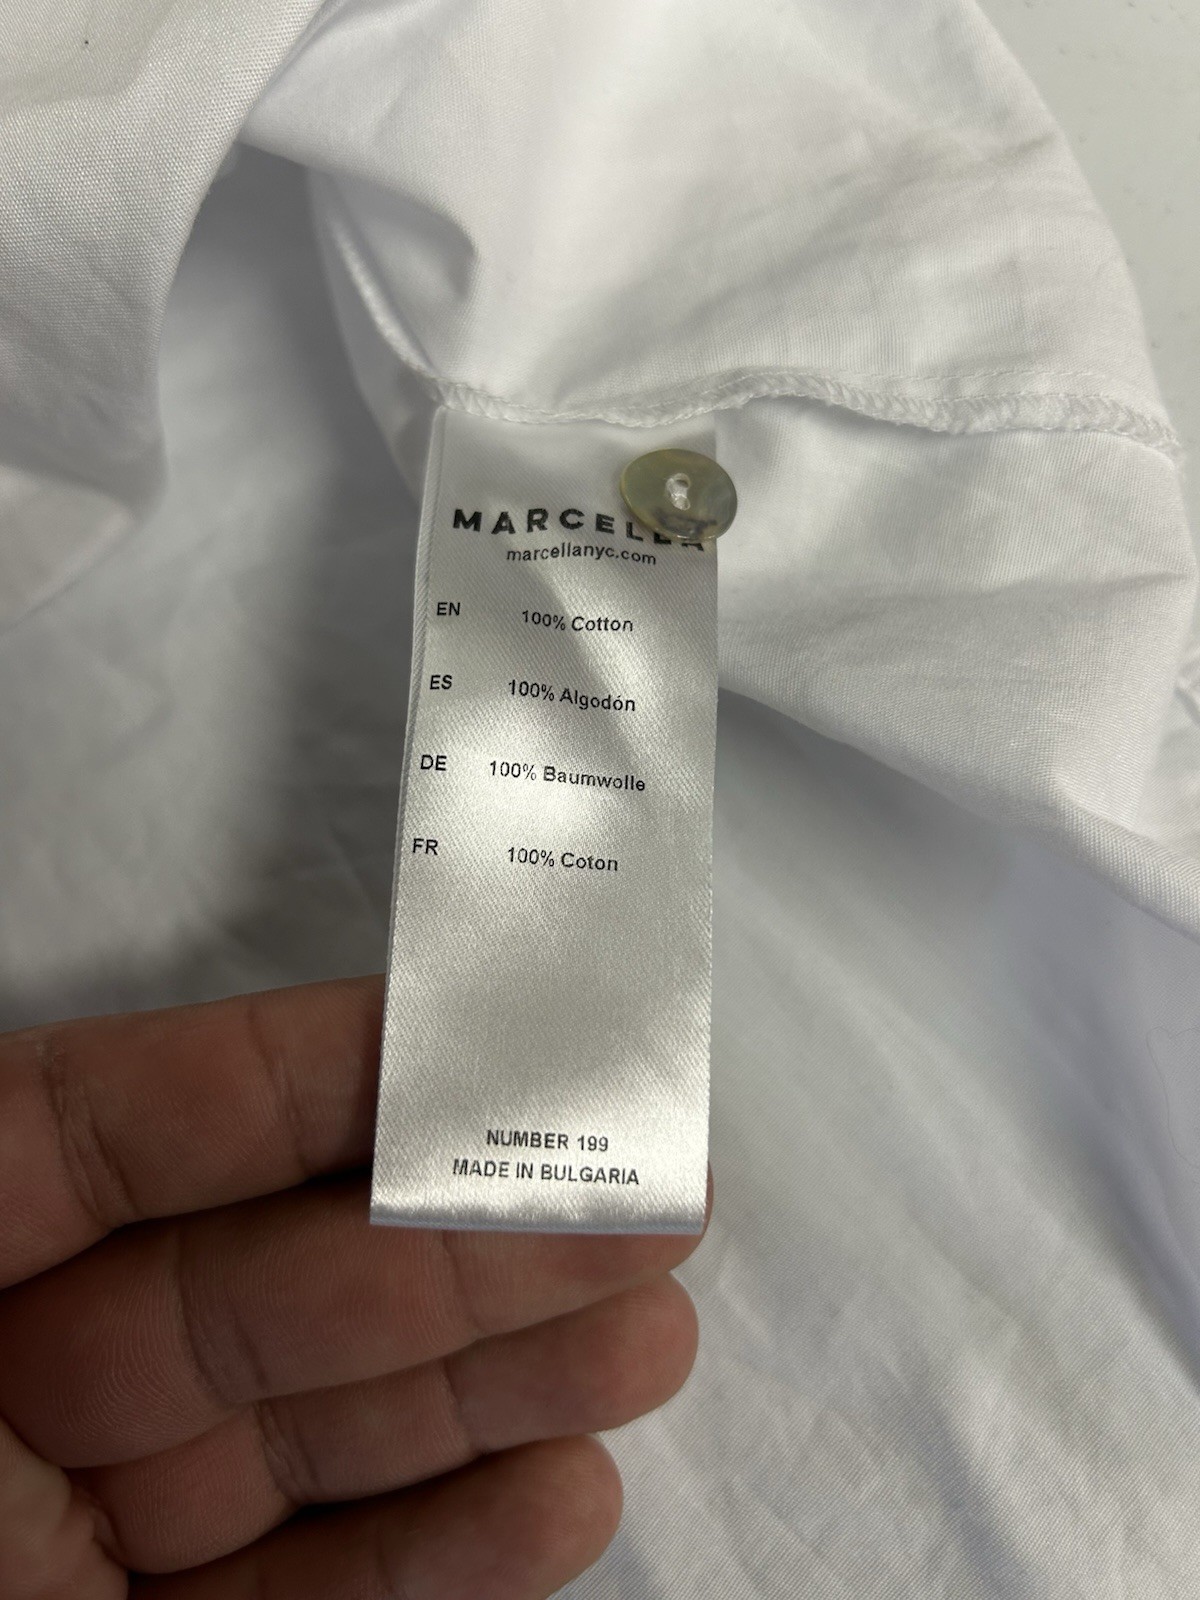 MARCELLA
marcellanyc.com
EN 100% Cotton
ES 100% Algodón
DE 100% Baumwolle
FR 100% Coton
NUMBER 199
MADE IN BULGARIA